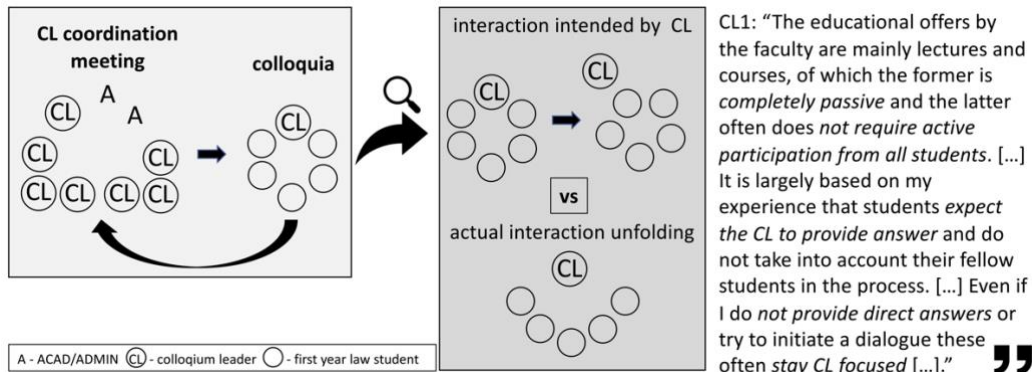 CL coordination
meeting
colloquia
A
A
CL
CL
CL
CL
CL
CL
CL
CL
A - ACAD/ADMIN CL - colloqium leader - first year law student
interaction intended by CL
CL
CL
vs
actual interaction unfolding
CL
CL1: “The educational offers by
the faculty are mainly lectures and
courses, of which the former is
completely passive and the latter
often does not require active
participation from all students. […]
It is largely based on my
experience that students expect
the CL to provide answer and do
not take into account their fellow
students in the process. […] Even if
I do not provide direct answers or
try to initiate a dialogue these
often stay CL focused […].”